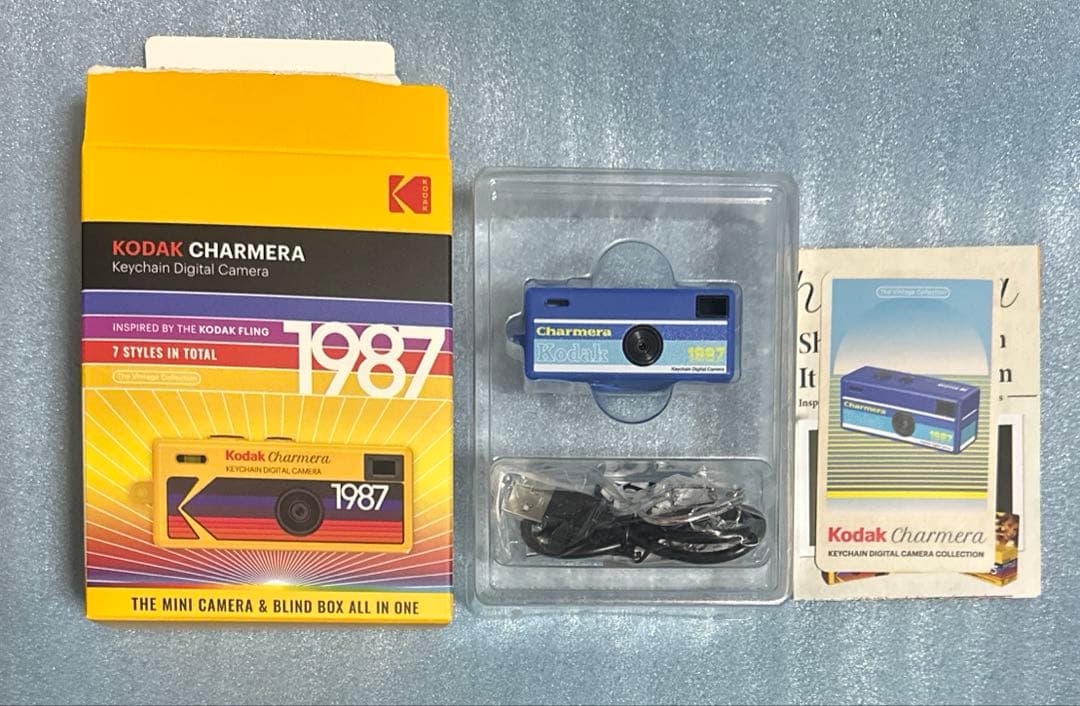 KODAK
KODAK CHARMERA
Keychain Digital Camera
INSPIRED BY THE KODAK FLING
1987
7 STYLES IN TOTAL
The Vintage Collection
Kodak Charmera
KEYCHAIN DIGITAL CAMERA
1987
THE MINI CAMERA & BLIND BOX ALL IN ONE
Charmera
Kodak
1987
Keychain Digital Camera
The Vintage Collection
It
Insp
Charmera
1987
Kodak Charmera
KEYCHAIN DIGITAL CAMERA COLLECTION